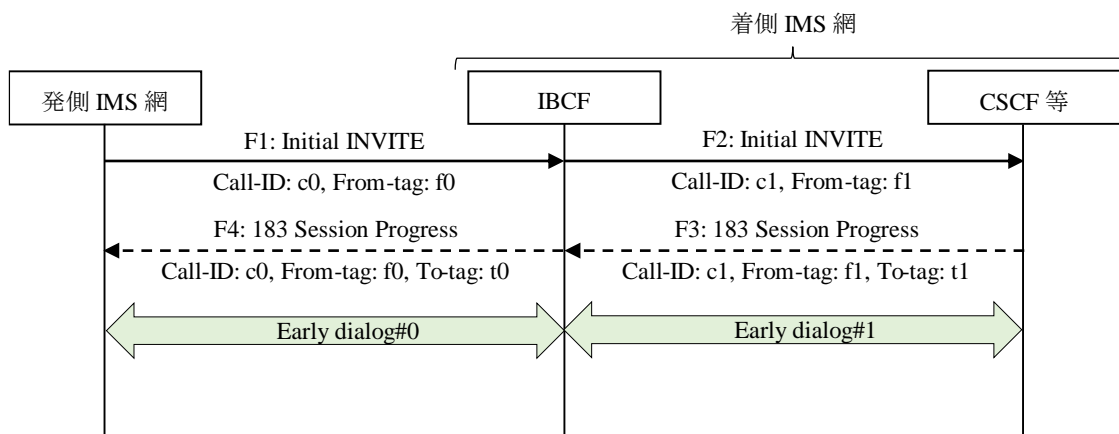 着側 IMS 網
発側 IMS 網
IBCF
CSCF 等
F1: Initial INVITE
F2: Initial INVITE
Call-ID: c0, From-tag: f0
Call-ID: c1, From-tag: f1
F4: 183 Session Progress
F3: 183 Session Progress
Call-ID: c0, From-tag: f0, To-tag: t0
Call-ID: c1, From-tag: f1, To-tag: t1
Early dialog#0
Early dialog#1